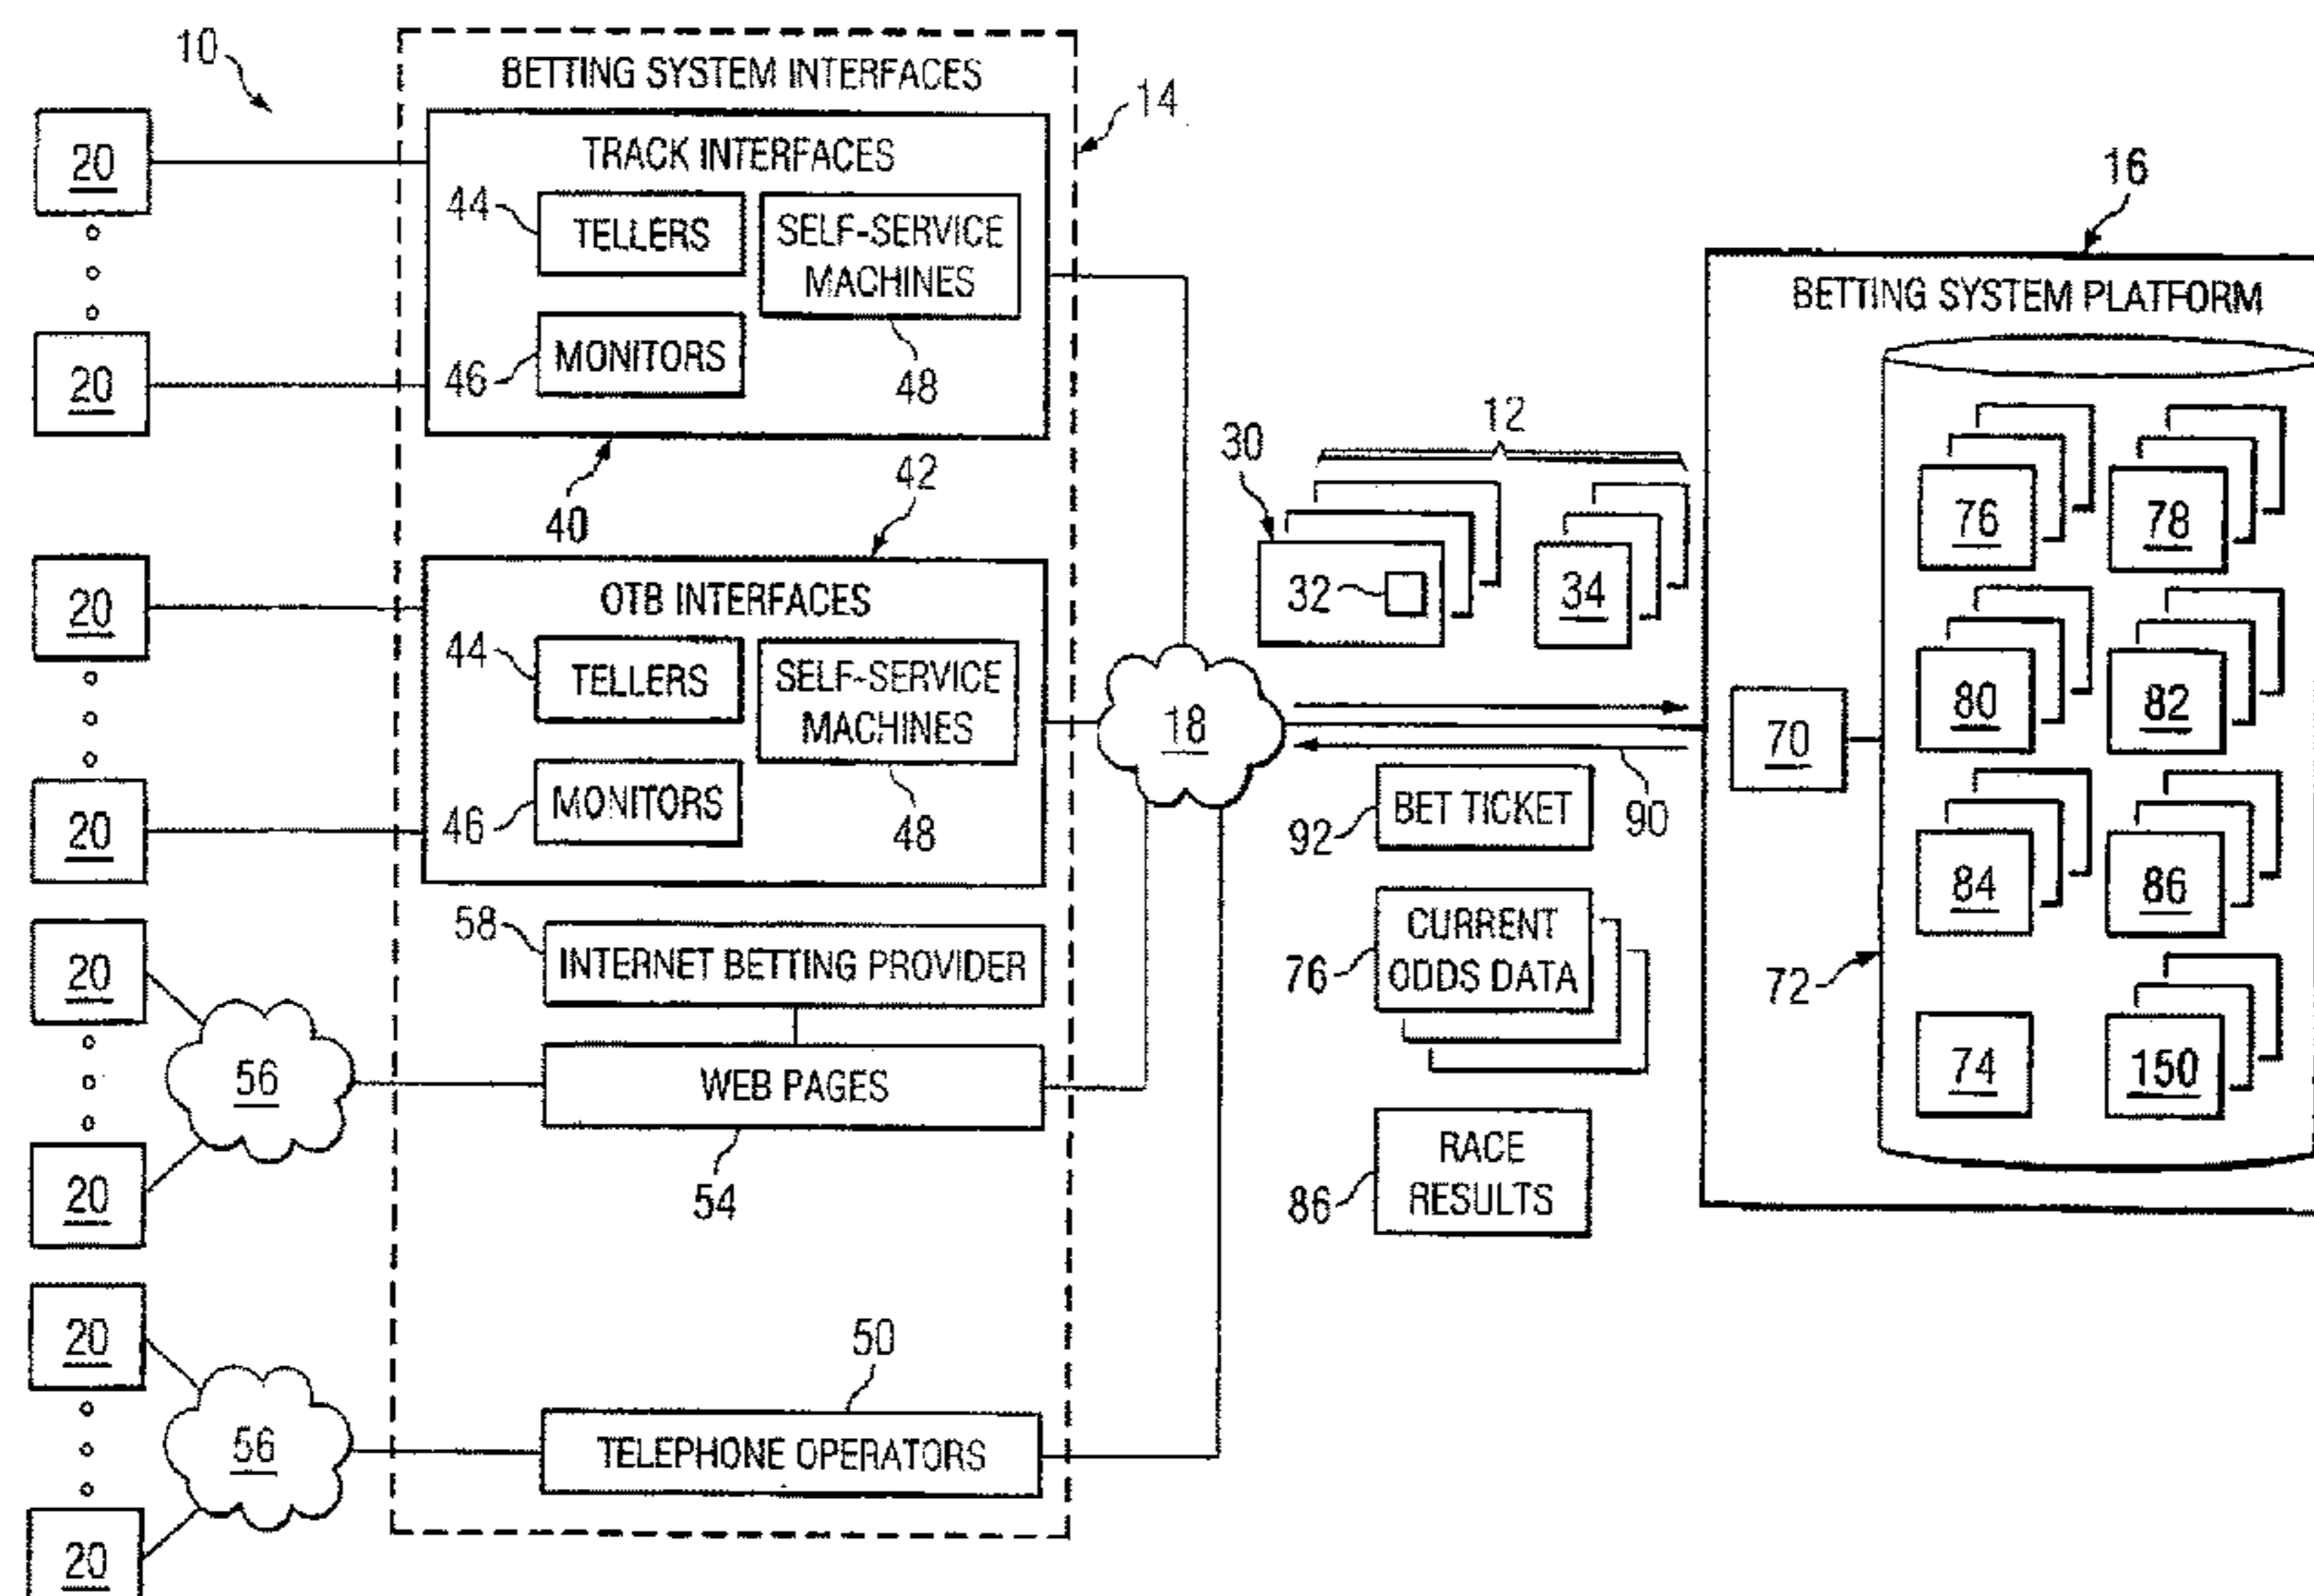 10
BETTING SYSTEM INTERFACES
14
20
TRACK INTERFACES
44
TELLERS
SELF-SERVICE
MACHINES
46
MONITORS
48
20
40
42
20
OTB INTERFACES
44
TELLERS
SELF-SERVICE
MACHINES
46
MONITORS
48
20
58
INTERNET BETTING PROVIDER
20
56
WEB PAGES
54
20
20
50
56
TELEPHONE OPERATORS
20
18
12
30
32
34
90
92
BET TICKET
76
CURRENT
ODDS DATA
86
RACE
RESULTS
16
BETTING SYSTEM PLATFORM
70
72
76
78
80
82
84
86
74
150